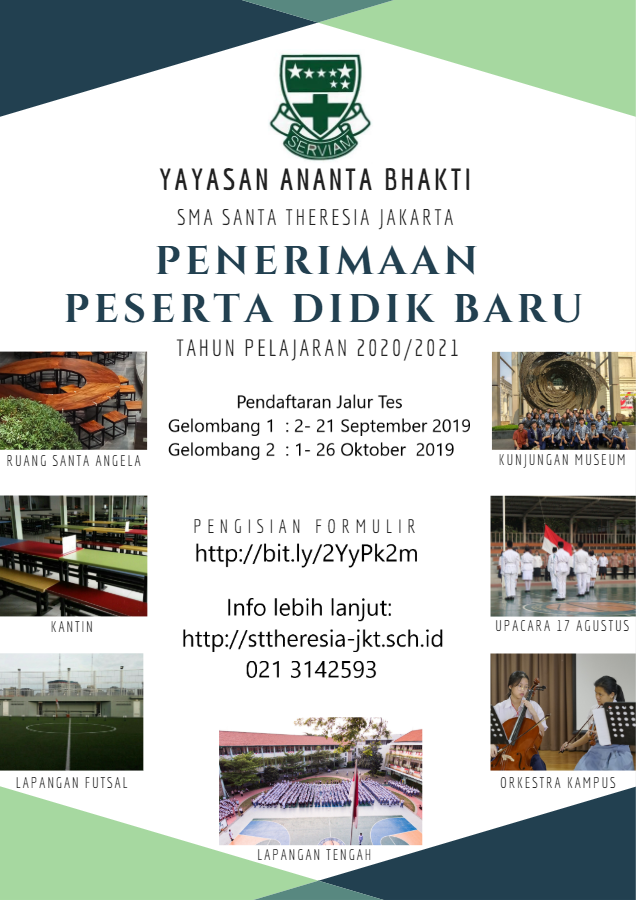 SERVIAM
YAYASAN ANANTA BHAKTI
SMA SANTA THERESIA JAKARTA
PENERIMAAN
PESERTA DIDIK BARU
TAHUN PELAJARAN 2020/2021
Pendaftaran Jalur Tes
Gelombang 1 : 2- 21 September 2019
Gelombang 2 : 1- 26 Oktober 2019
RUANG SANTA ANGELA
KUNJUNGAN MUSEUM
PENGISIAN FORMULIR
http://bit.ly/2YyPk2m
Info lebih lanjut:
http://sttheresia-jkt.sch.id
021 3142593
KANTIN
UPACARA 17 AGUSTUS
LAPANGAN FUTSAL
ORKESTRA KAMPUS
LAPANGAN TENGAH